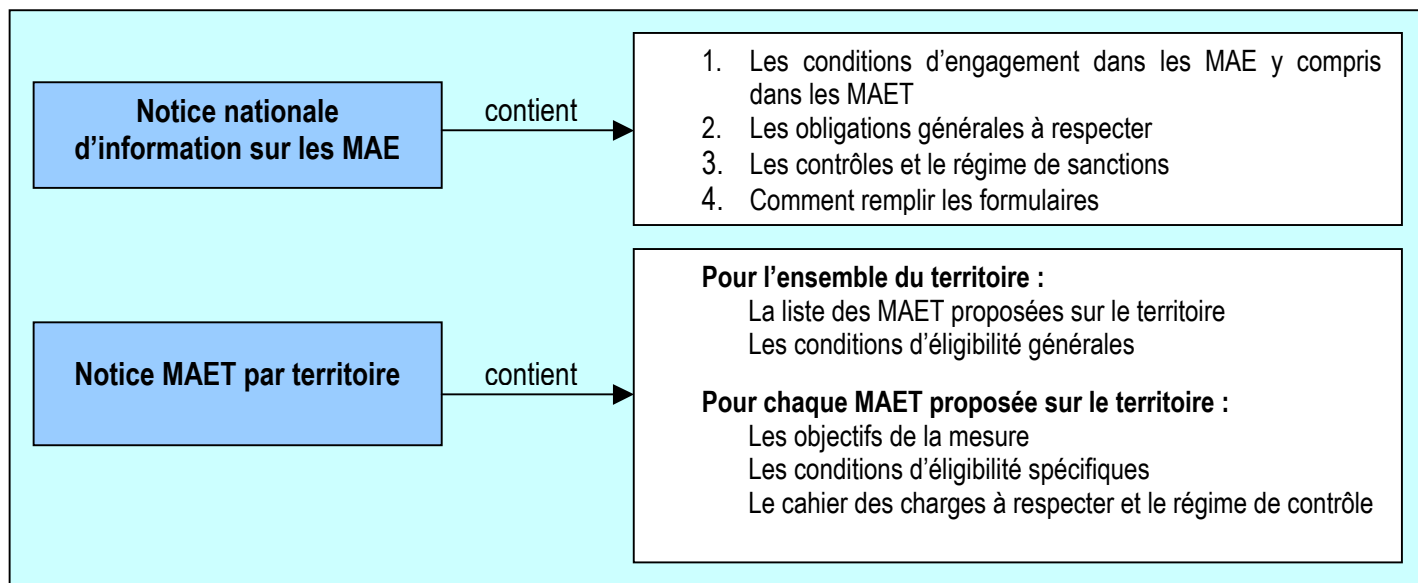 Notice nationale
d'information sur les MAE
contient
1. Les conditions d'engagement dans les MAE y compris
dans les MAET
2. Les obligations générales à respecter
3. Les contrôles et le régime de sanctions
4. Comment remplir les formulaires
Notice MAET par territoire
contient
Pour l'ensemble du territoire :
La liste des MAET proposées sur le territoire
Les conditions d'éligibilité générales
Pour chaque MAET proposée sur le territoire :
Les objectifs de la mesure
Les conditions d'éligibilité spécifiques
Le cahier des charges à respecter et le régime de contrôle